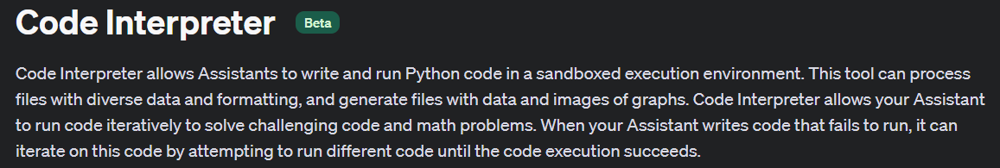 Code Interpreter Beta
Code Interpreter allows Assistants to write and run Python code in a sandboxed execution environment. This tool can process
files with diverse data and formatting, and generate files with data and images of graphs. Code Interpreter allows your Assistant
to run code iteratively to solve challenging code and math problems. When your Assistant writes code that fails to run, it can
iterate on this code by attempting to run different code until the code execution succeeds.